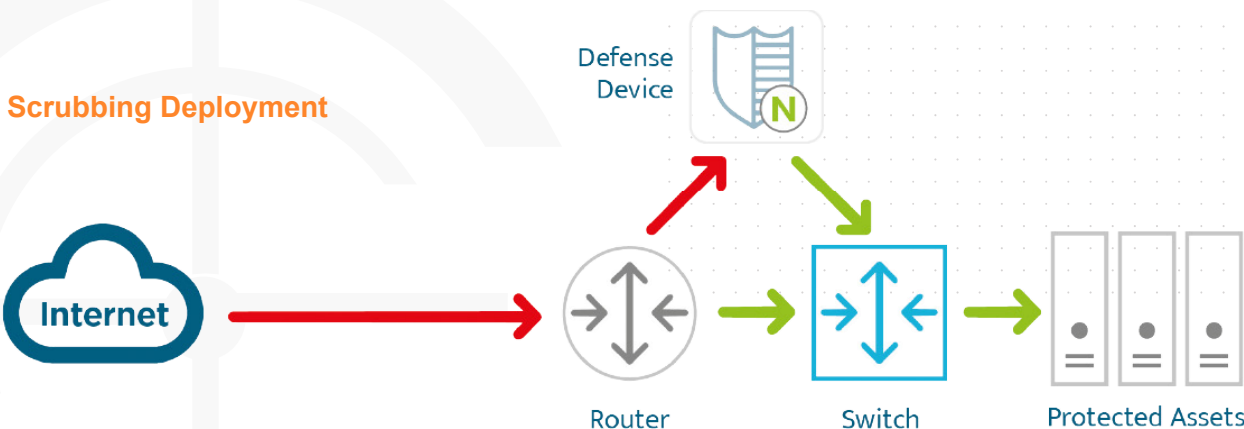 Defense
Device
N
Scrubbing Deployment
Internet
Router
Switch
Protected Assets